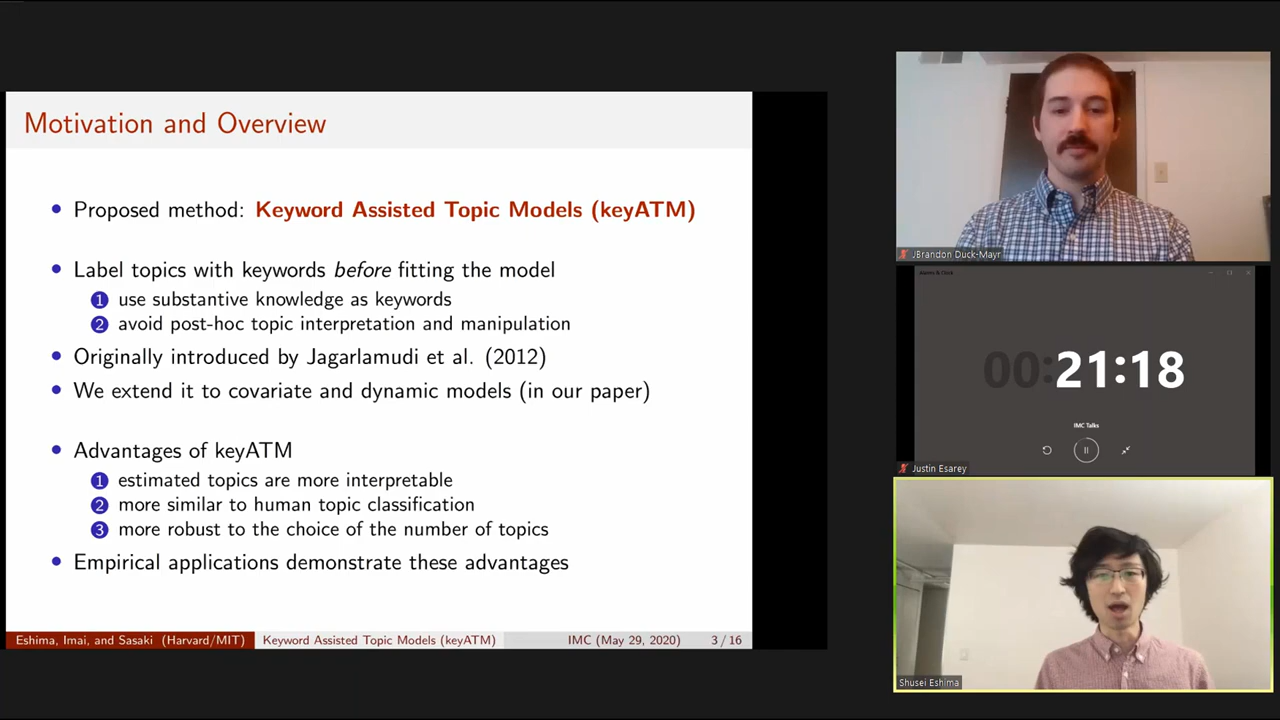 Motivation and Overview
• Proposed method: Keyword Assisted Topic Models (keyATM)
• Label topics with keywords before fitting the model
1 use substantive knowledge as keywords
2 avoid post-hoc topic interpretation and manipulation
• Originally introduced by Jagarlamudi et al. (2012)
• We extend it to covariate and dynamic models (in our paper)
• Advantages of keyATM
1 estimated topics are more interpretable
2 more similar to human topic classification
3 more robust to the choice of the number of topics
• Empirical applications demonstrate these advantages
Eshima, Imai, and Sasaki (Harvard/MIT) Keyword Assisted Topic Models (keyATM) IMC (May 29, 2020) 3 / 16
JBrandon Duck-Mayr
Alarms & Clock
00:21:18
IMC Talks
Justin Esarey
Shusei Eshima